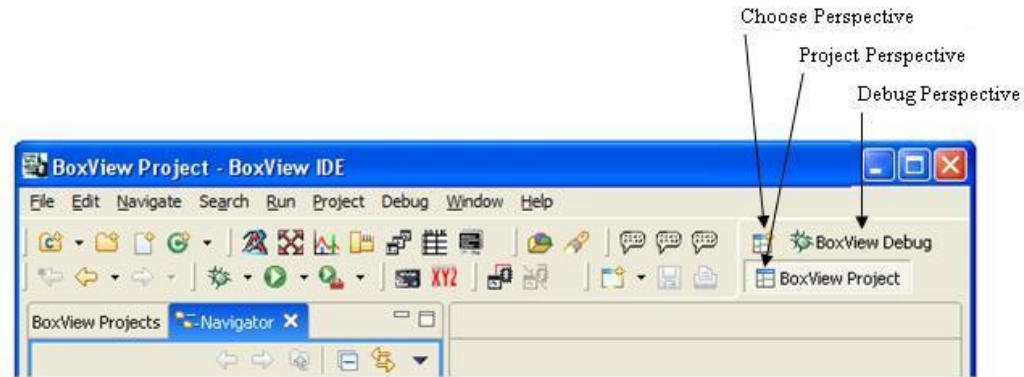 Choose Perspective
Project Perspective
Debug Perspective
BoxView Project - BoxView IDE
File Edit Navigate Search Run Project Debug Window Help
BoxView Debug
XYZ
BoxView Project
BoxView Projects Navigator